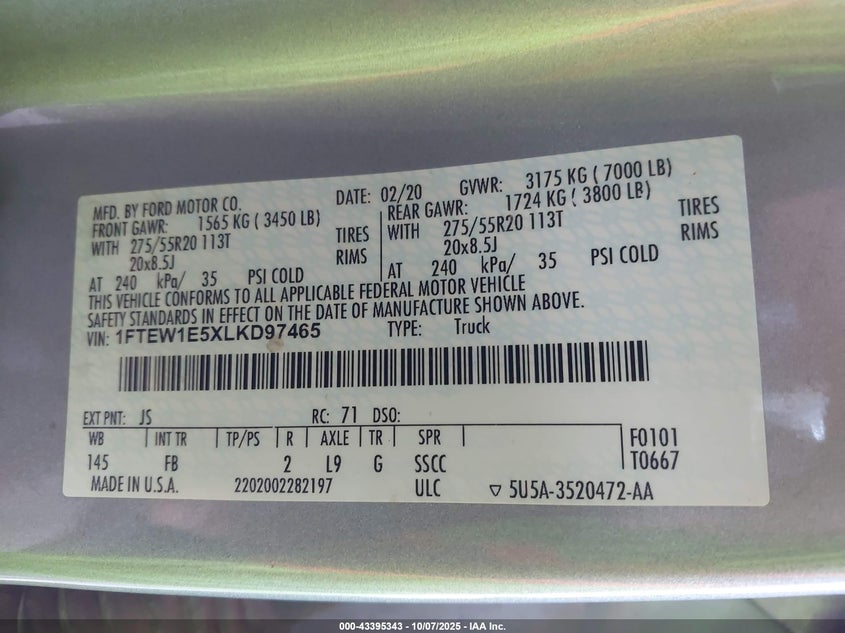 MFD. BY FORD MOTOR CO. DATE: 02/20 GVWR: 3175 KG ( 7000 LB)
FRONT GAWR: 1565 KG ( 3450 LB) REAR GAWR: 1724 KG ( 3800 LB)
WITH 275/55R20 113T TIRES WITH 275/55R20 113T TIRES
20x8.5J RIMS 20x8.5J RIMS
AT 240 kPa/ 35 PSI COLD AT 240 kPa/ 35 PSI COLD
THIS VEHICLE CONFORMS TO ALL APPLICABLE FEDERAL MOTOR VEHICLE
SAFETY STANDARDS IN EFFECT ON THE DATE OF MANUFACTURE SHOWN ABOVE.
VIN: 1FTEW1E5XLKD97465 TYPE: Truck
EXT PNT: JS RC: 71 DSO:
WB INT TR TP/PS R AXLE TR SPR F0101
145 FB 2 L9 G SSCC T0667
MADE IN U.S.A. 2202002282197 ULC ▽ 5U5A-3520472-AA
000-43395343 - 10/07/2025 - IAA Inc.